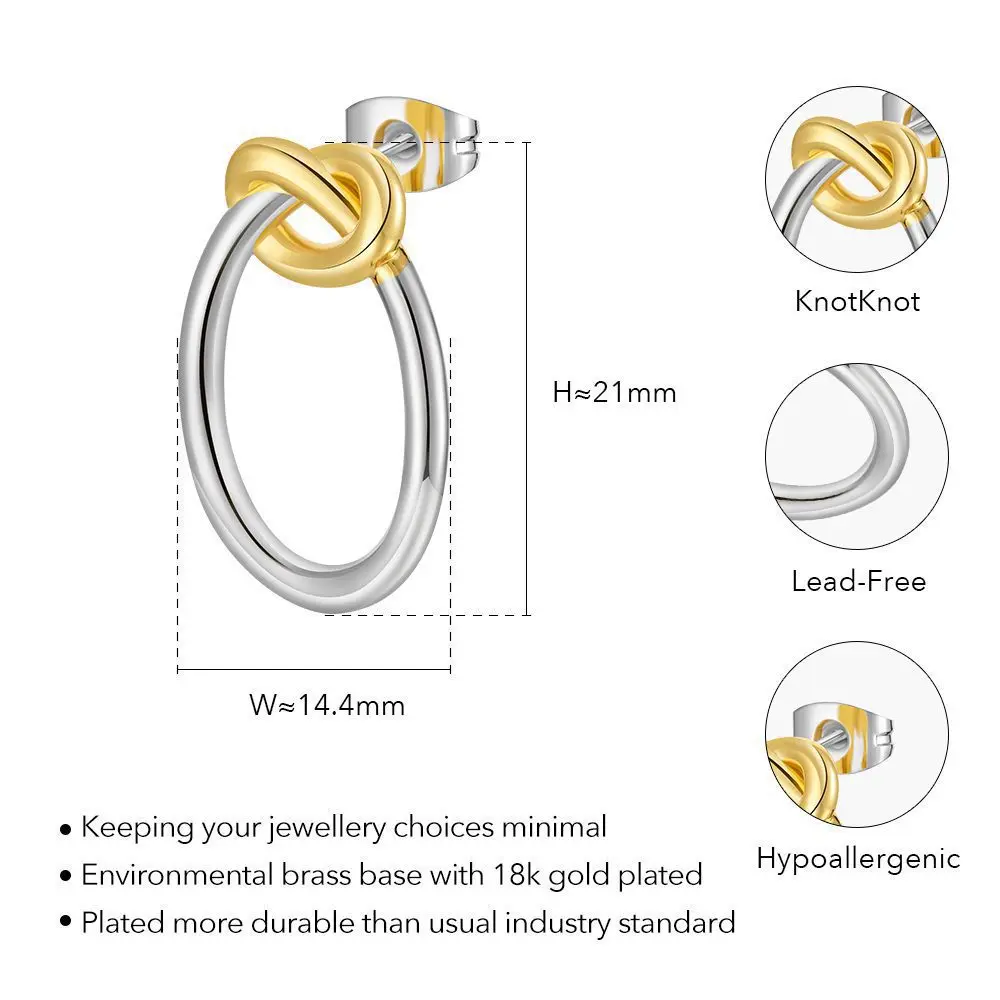 H≈21mm
W≈14.4mm
KnotKnot
Lead-Free
Hypoallergenic
● Keeping your jewellery choices minimal
● Environmental brass base with 18k gold plated
● Plated more durable than usual industry standard